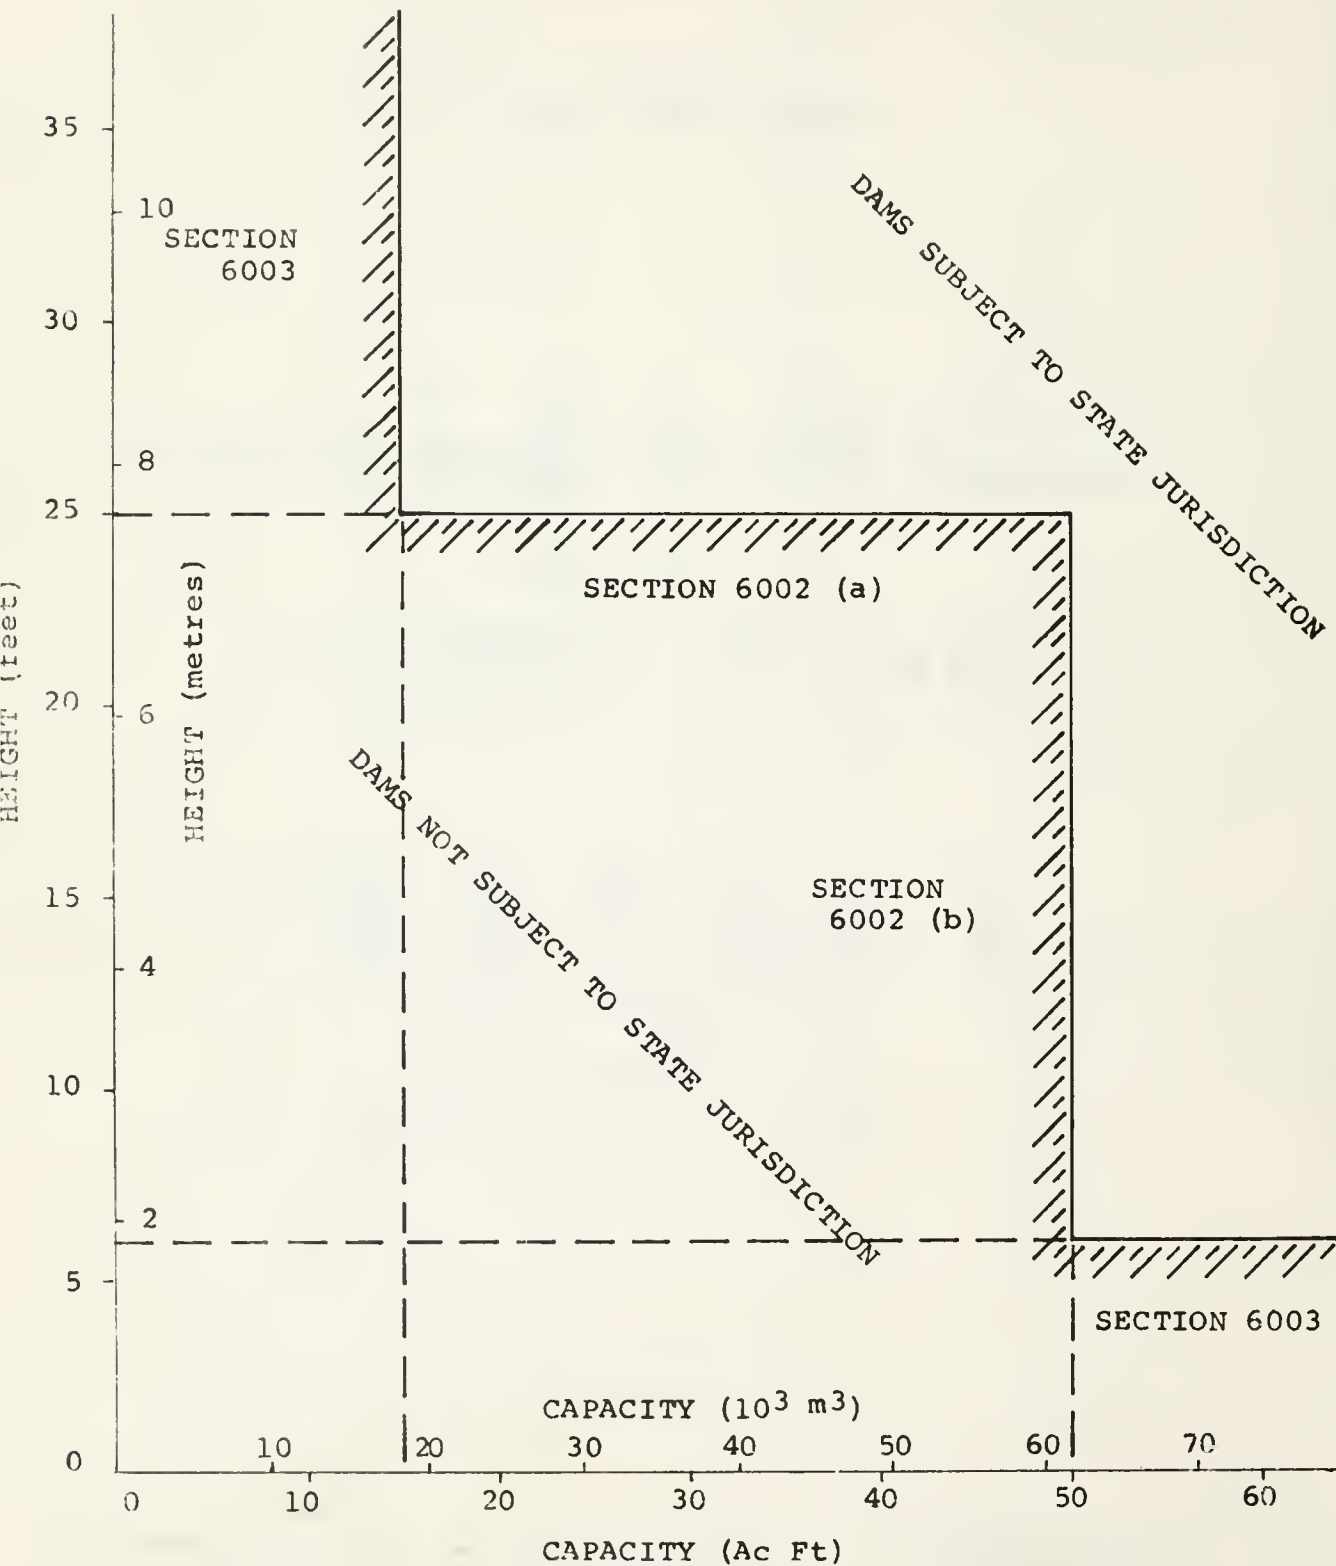 35
10
SECTION
6003
30
8
25
DAMS SUBJECT TO STATE JURISDICTION
SECTION 6002 (a)
HEIGHT (feet)
HEIGHT (metres)
20
6
DAMS NOT SUBJECT TO STATE JURISDICTION
15
SECTION
6002 (b)
4
10
2
5
SECTION 6003
CAPACITY (10³ m³)
10 20 30 40 50 60 70
0
0 10 20 30 40 50 60
CAPACITY (Ac Ft)